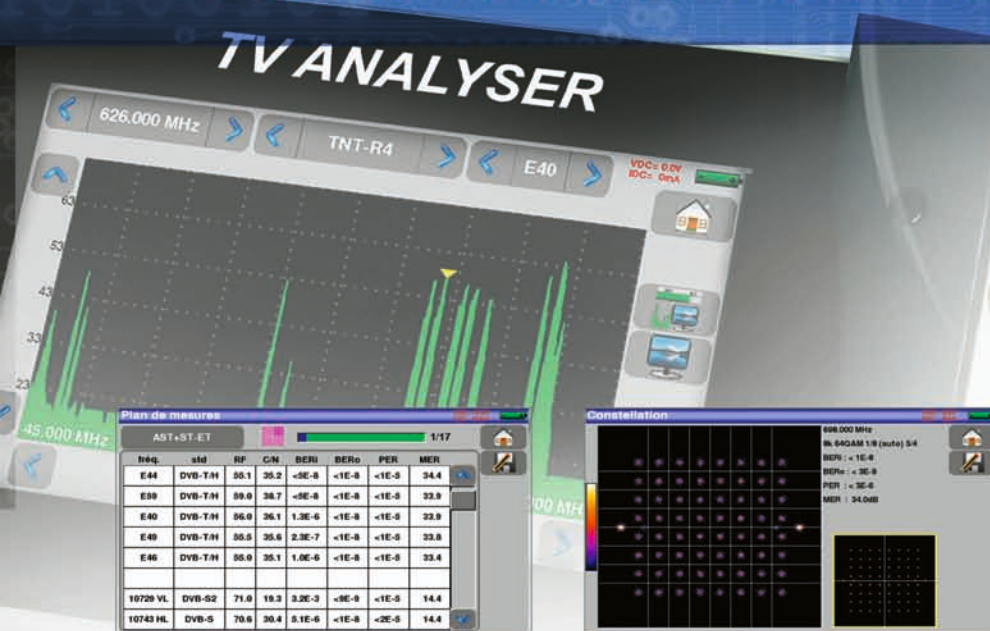 TV ANALYSER
626.000 MHz
TNT-R4
E40
VDC= 0.0V
IDC= 0mA
63
53
43
33
23
45.000 MHz
Plan de mesures
AST+ST-ET
1/17
fréq. std RF C/N BERi BERo PER MER
E44 DVB-T/H 55.1 35.2 <5E-8 <1E-8 <1E-5 34.4
E59 DVB-T/H 59.0 38.7 <5E-8 <1E-8 <1E-5 33.9
E40 DVB-T/H 56.0 36.1 1.3E-6 <1E-8 <1E-5 33.9
E49 DVB-T/H 55.5 35.6 2.3E-7 <1E-8 <1E-5 33.8
E46 DVB-T/H 55.0 35.1 1.0E-6 <1E-8 <1E-5 33.4
10729 VL DVB-S2 71.0 19.3 3.2E-3 <9E-9 <1E-5 14.4
10743 HL DVB-S 70.6 30.4 5.1E-6 <1E-8 <2E-5 14.4
Constellation
698.000 MHz
8k 64QAM 1/8 (auto) 3/4
BERi : < 1E-8
BERo : < 3E-9
PER : < 3E-6
MER : 34.0dB